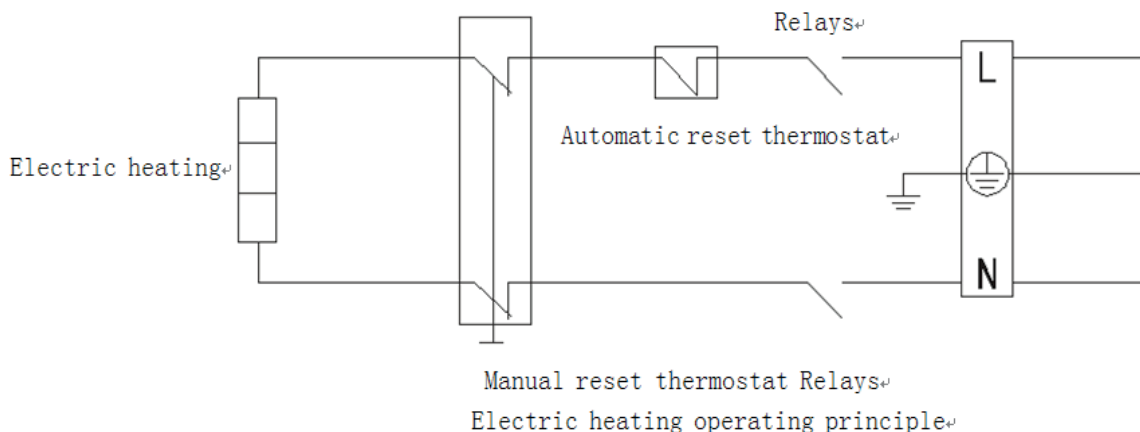 Relays↵
L
Automatic reset thermostat↵
Electric heating↵
N
Manual reset thermostat Relays↵
Electric heating operating principle↵